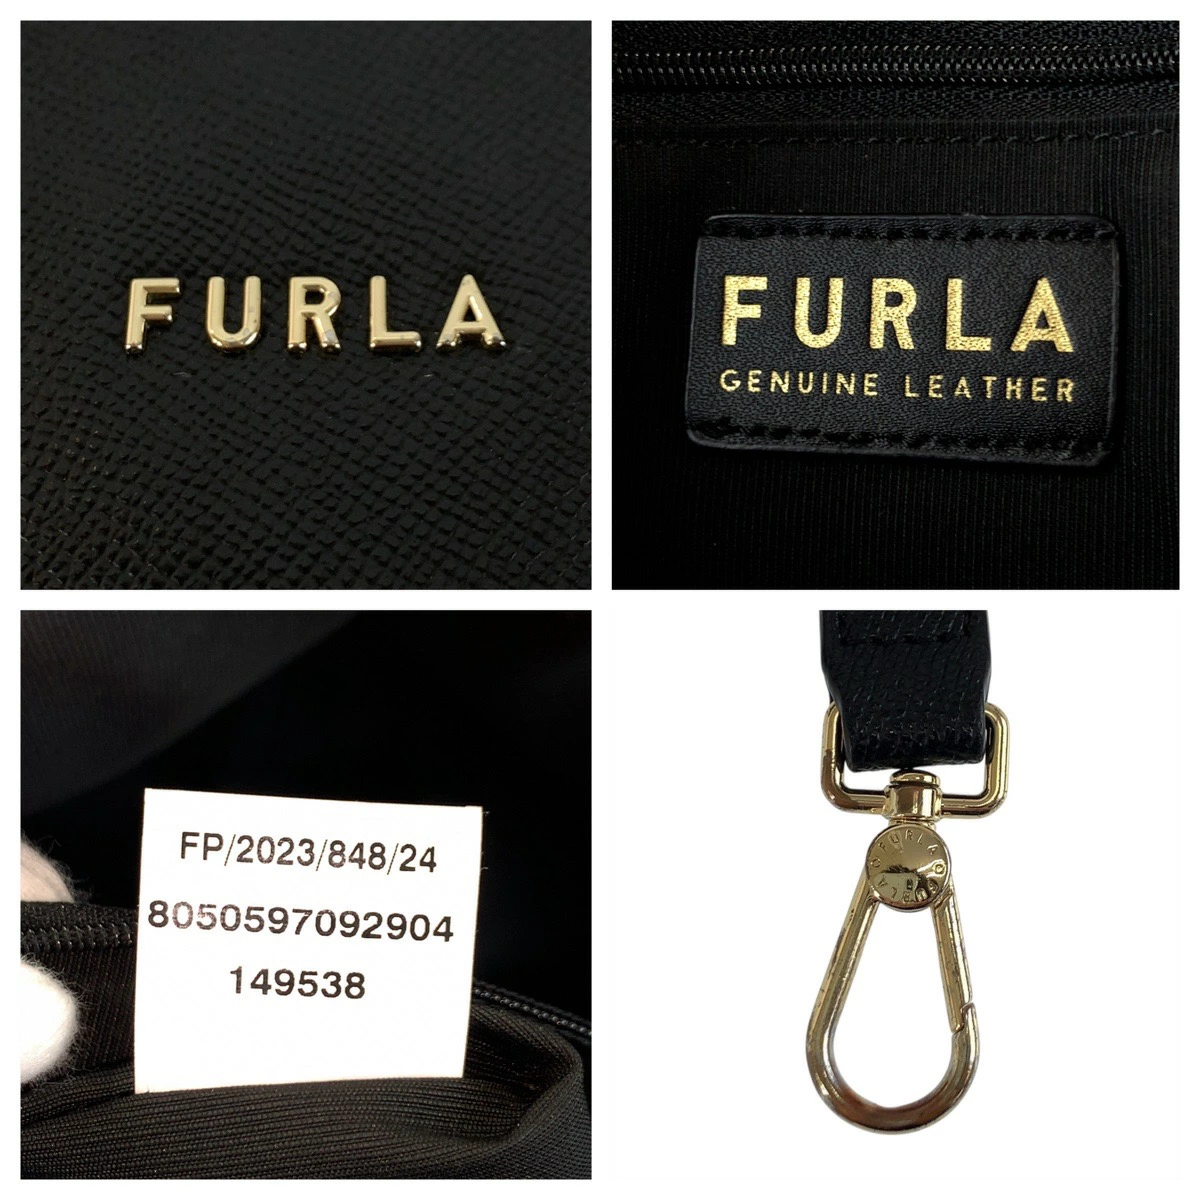 FURLA
FURLA
GENUINE LEATHER
FP/2023/848/24
8050597092904
149538
FURLA